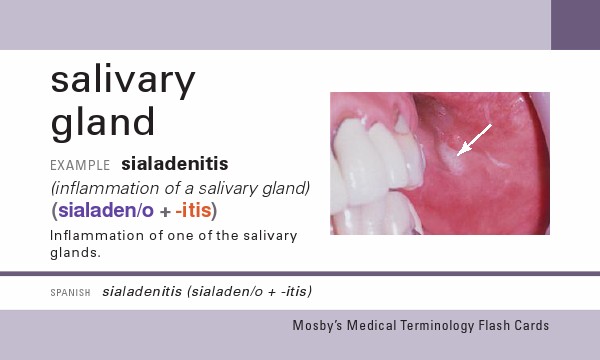 salivary
gland
EXAMPLE sialadenitis
(inflammation of a salivary gland)
(sialaden/o + -itis)
Inflammation of one of the salivary
glands.
SPANISH sialadenitis (sialaden/o + -itis)
Mosby's Medical Terminology Flash Cards